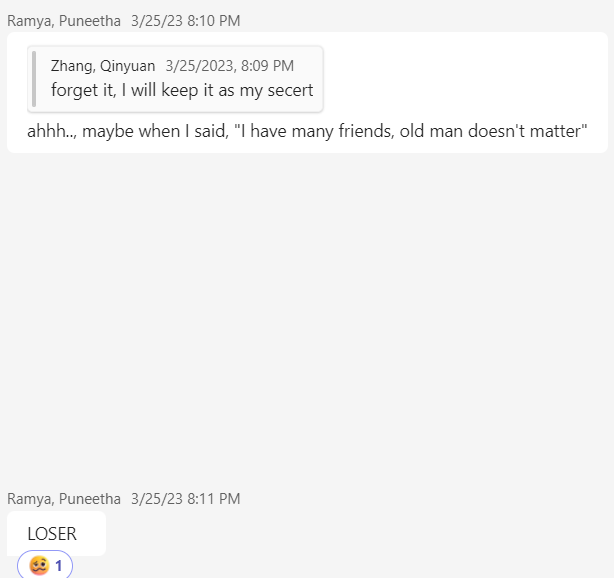 Ramya, Puneetha 3/25/23 8:10 PM
Zhang, Qinyuan 3/25/2023, 8:09 PM
forget it, I will keep it as my secert
ahhh.., maybe when I said, "I have many friends, old man doesn't matter"
Ramya, Puneetha 3/25/23 8:11 PM
LOSER
1